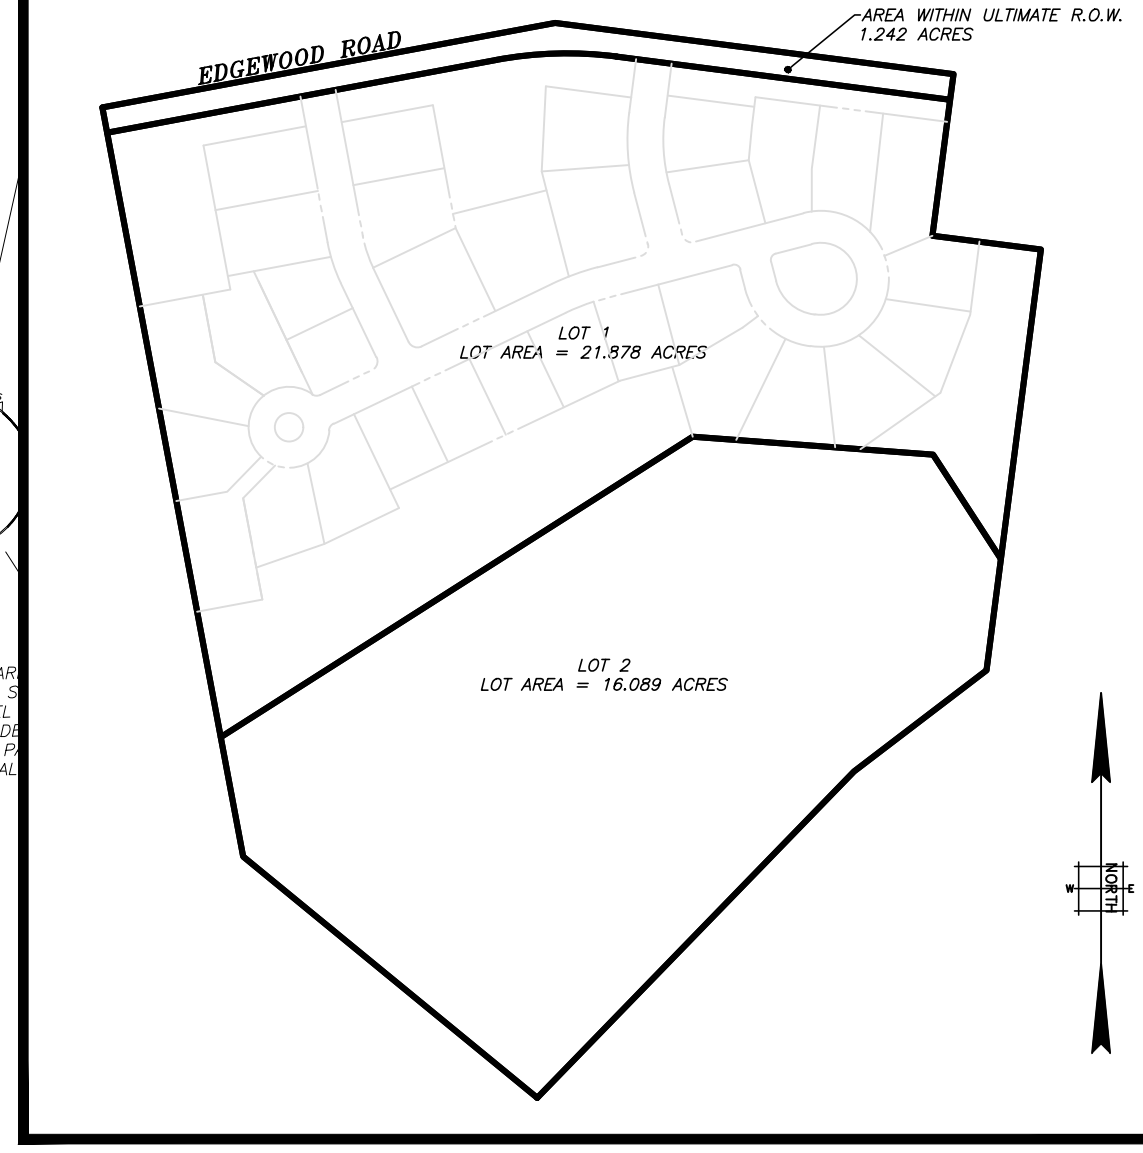 AREA WITHIN ULTIMATE R.O.W.
1.242 ACRES
EDGEWOOD ROAD
LOT 1
LOT AREA = 21.878 ACRES
LOT 2
LOT AREA = 16.089 ACRES
W
NORTH
E